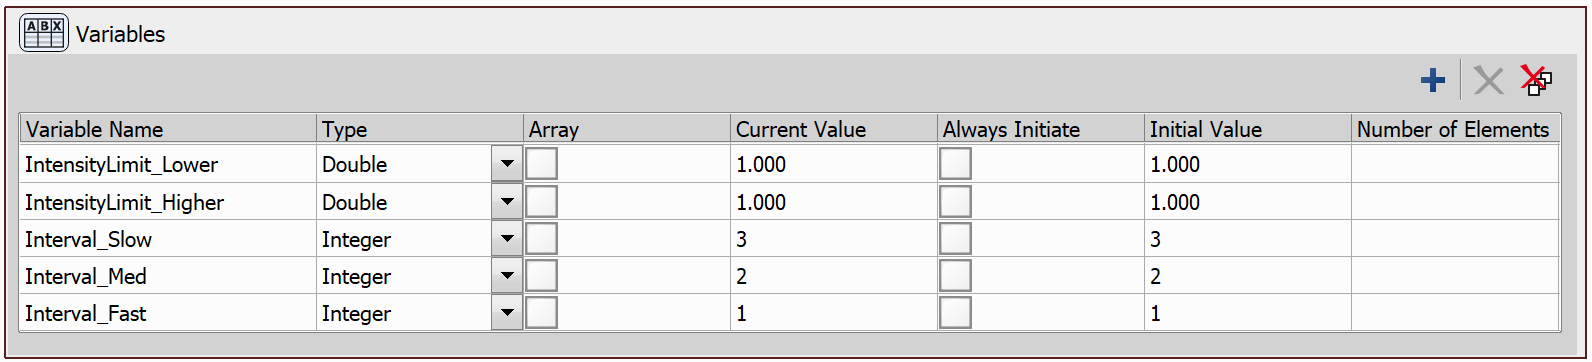 ABX Variables
Variable Name Type Array Current Value Always Initiate Initial Value Number of Elements
IntensityLimit_Lower Double 1.000 1.000
IntensityLimit_Higher Double 1.000 1.000
Interval_Slow Integer 3 3
Interval_Med Integer 2 2
Interval_Fast Integer 1 1